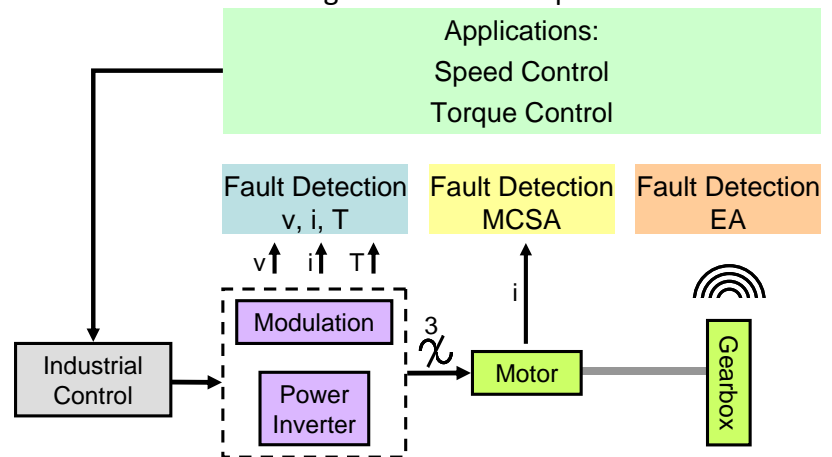 Applications:
Speed Control
Torque Control
Fault Detection
v, i, T
Fault Detection
MCSA
Fault Detection
EA
v
i
T
i
Modulation
3
Industrial
Control
Power
Inverter
Motor
Gearbox